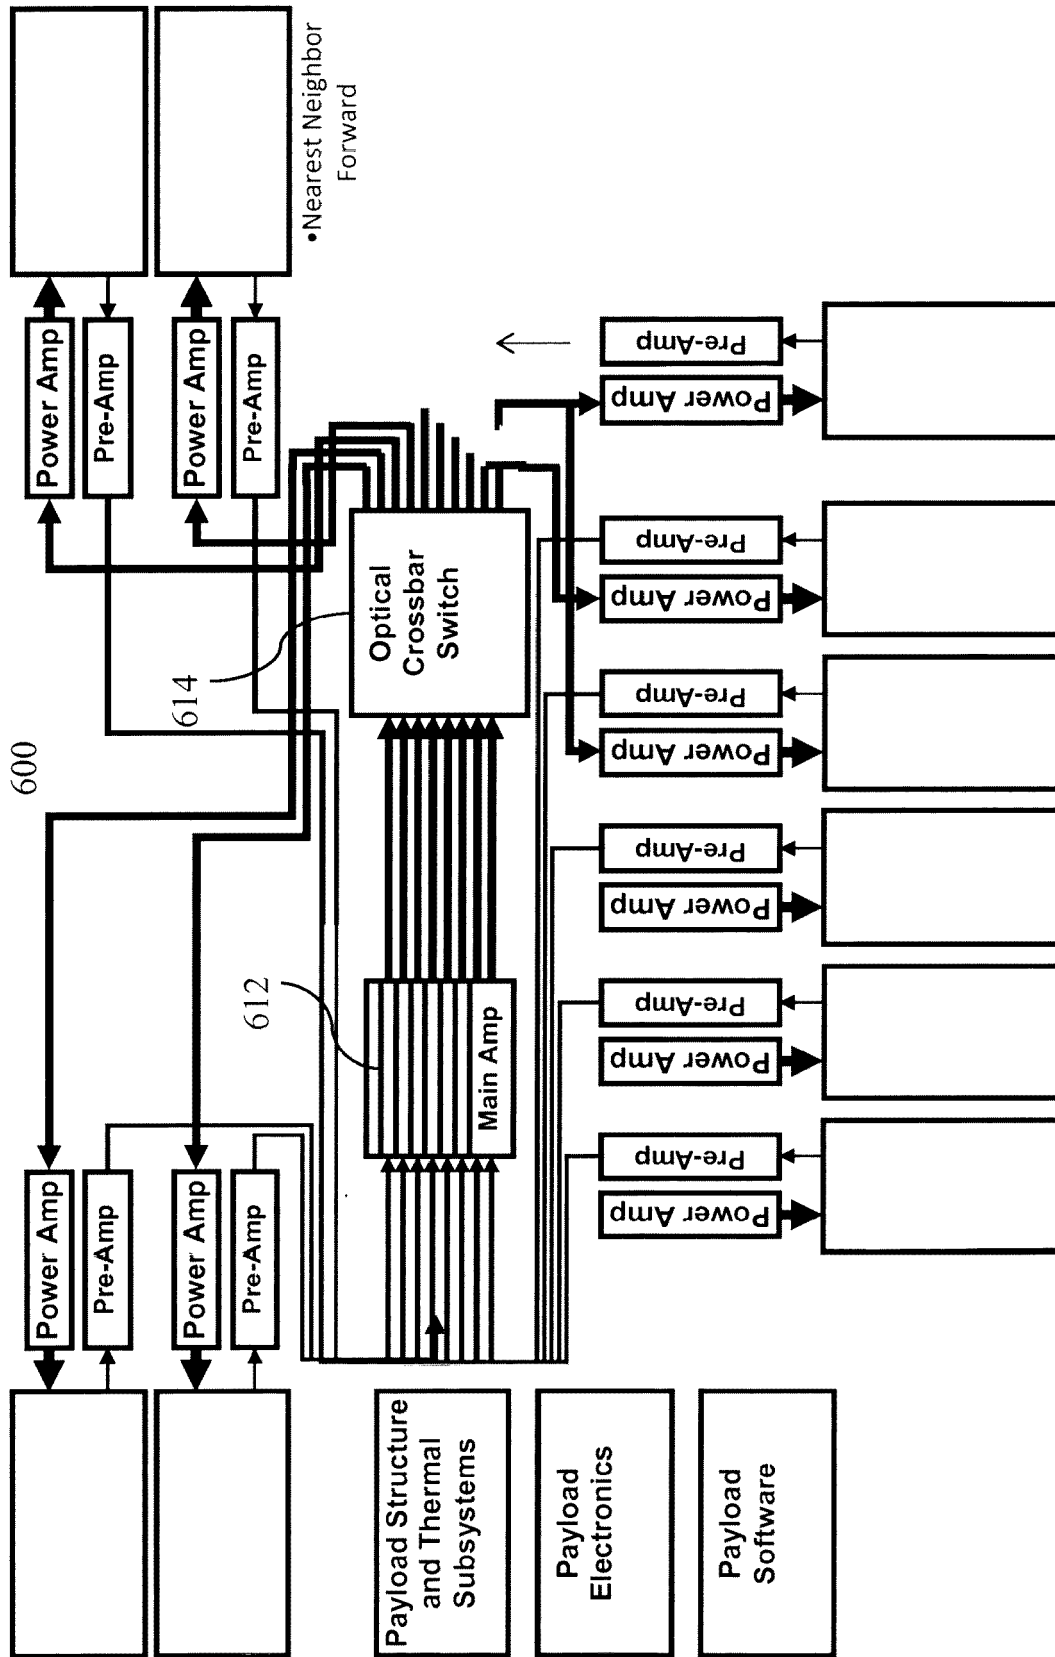 600
Power Amp
Pre-Amp
Power Amp
Pre-Amp
Power Amp
Pre-Amp
Power Amp
Pre-Amp
•Nearest Neighbor
Forward
612
614
Main Amp
Optical
Crossbar
Switch
Payload Structure
and Thermal
Subsystems
Payload
Electronics
Payload
Software
Power Amp
Pre-Amp
Power Amp
Pre-Amp
Power Amp
Pre-Amp
Power Amp
Pre-Amp
Power Amp
Pre-Amp
Power Amp
Pre-Amp